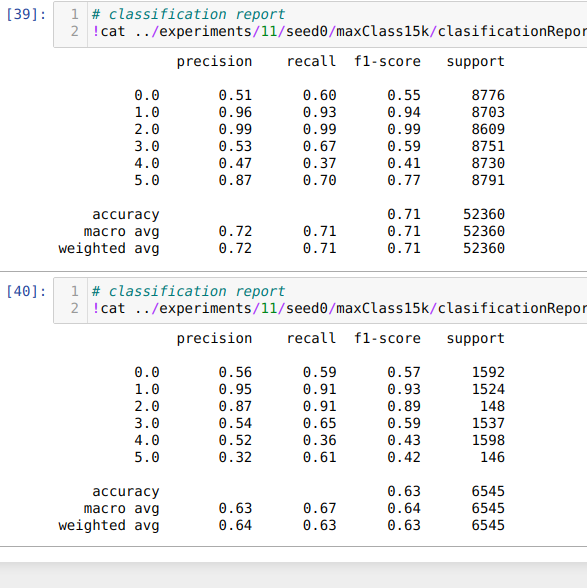 [39]: 1 # classification report
2 !cat ../experiments/11/seed0/maxClass15k/clasificationRepor
precision recall f1-score support
0.0 0.51 0.60 0.55 8776
1.0 0.96 0.93 0.94 8703
2.0 0.99 0.99 0.99 8609
3.0 0.53 0.67 0.59 8751
4.0 0.47 0.37 0.41 8730
5.0 0.87 0.70 0.77 8791
accuracy 0.71 52360
macro avg 0.72 0.71 0.71 52360
weighted avg 0.72 0.71 0.71 52360
[40]: 1 # classification report
2 !cat ../experiments/11/seed0/maxClass15k/clasificationRepor
precision recall f1-score support
0.0 0.56 0.59 0.57 1592
1.0 0.95 0.91 0.93 1524
2.0 0.87 0.91 0.89 148
3.0 0.54 0.65 0.59 1537
4.0 0.52 0.36 0.43 1598
5.0 0.32 0.61 0.42 146
accuracy 0.63 6545
macro avg 0.63 0.67 0.64 6545
weighted avg 0.64 0.63 0.63 6545